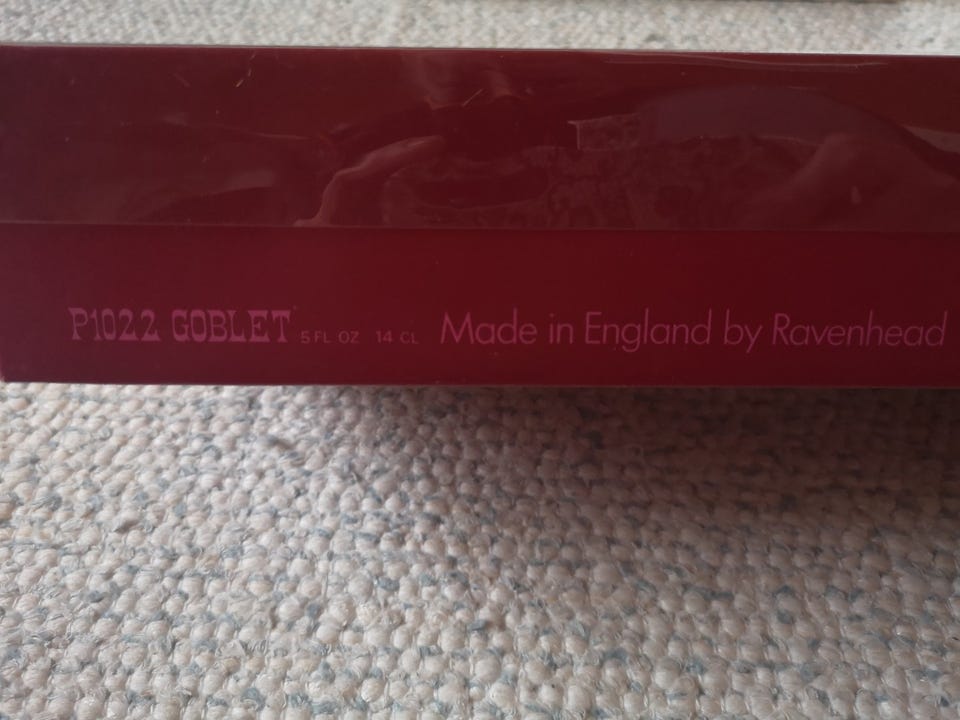 P1022 GOBLET 5 FL OZ 14 CL Made in England by Ravenhead